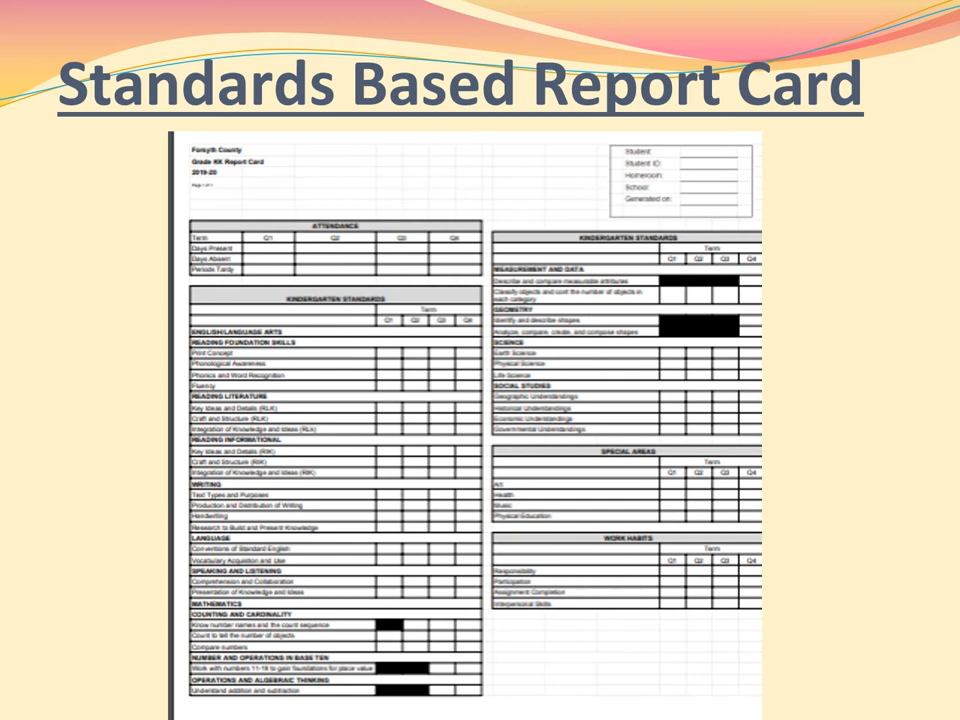 Standards Based Report Card
Forsyth County
Grade KK Report Card
2019-20
Page 1 of 1
Student:
Student ID:
Homeroom:
School:
Generated on:
ATTENDANCE
Term Q1 Q2 Q3 Q4
Days Present
Days Absent
Periods Tardy
KINDERGARTEN STANDARDS
Term
Q1 Q2 Q3 Q4
ENGLISH/LANGUAGE ARTS
READING FOUNDATION SKILLS
Print Concept
Phonological Awareness
Phonics and Word Recognition
Fluency
READING LITERATURE
Key Ideas and Details (RLK)
Craft and Structure (RLK)
Integration of Knowledge and Ideas (RLK)
READING INFORMATIONAL
Key Ideas and Details (RIK)
Craft and Structure (RIK)
Integration of Knowledge and Ideas (RIK)
WRITING
Text Types and Purposes
Production and Distribution of Writing
Handwriting
Research to Build and Present Knowledge
LANGUAGE
Conventions of Standard English
Vocabulary Acquisition and Use
SPEAKING AND LISTENING
Comprehension and Collaboration
Presentation of Knowledge and Ideas
MATHEMATICS
COUNTING AND CARDINALITY
Know number names and the count sequence
Count to tell the number of objects
Compare numbers
NUMBER AND OPERATIONS IN BASE TEN
Work with numbers 11-19 to gain foundations for place value
OPERATIONS AND ALGEBRAIC THINKING
Understand addition and subtraction
KINDERGARTEN STANDARDS
Term
Q1 Q2 Q3 Q4
MEASUREMENT AND DATA
Describe and compare measurable attributes
Classify objects and cont the number of objects in
each category
GEOMETRY
Identify and describe shapes
Analyze, compare, create, and compose shapes
SCIENCE
Earth Science
Physical Science
Life Science
SOCIAL STUDIES
Geographic Understandings
Historical Understandings
Economic Understandings
Governmental Understandings
SPECIAL AREAS
Term
Q1 Q2 Q3 Q4
Art
Health
Music
Physical Education
WORK HABITS
Term
Q1 Q2 Q3 Q4
Responsibility
Participation
Assignment Completion
Interpersonal Skills